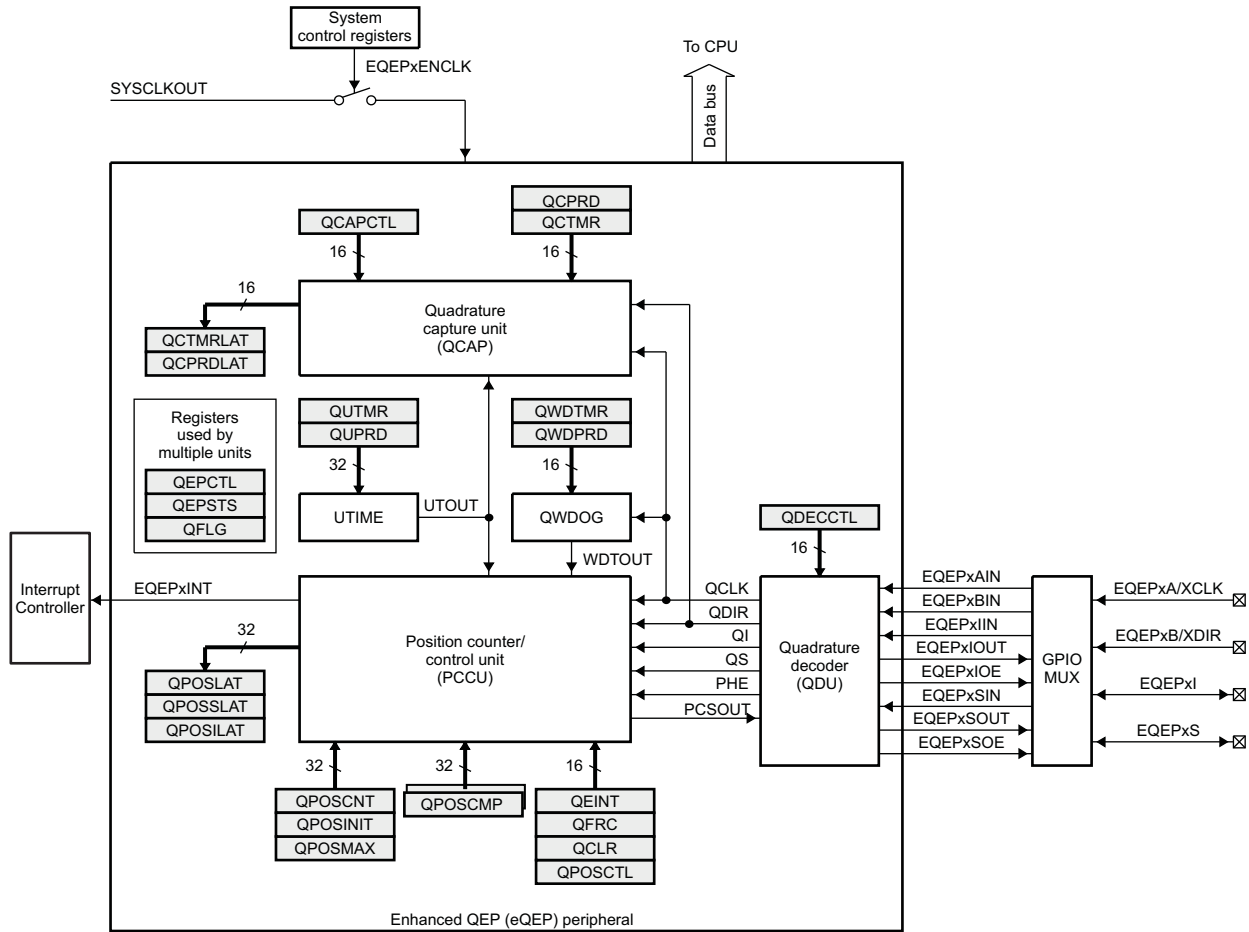 System
control registers
To CPU
EQEPxENCLK
SYSCLKOUT
Data bus
QCPRD
QCAPCTL
QCTMR
16
16
16
Quadrature
capture unit
(QCAP)
QCTMRLAT
QCPRDLAT
Registers
used by
multiple units
QEPCTL
QEPSTS
QFLG
QUTMR
QUPRD
32
QWDTMR
QWDPRD
16
UTIME
UTOUT
QWDOG
WDTOUT
QDECCTL
16
Interrupt
Controller
EQEPxINT
32
QPOSLAT
QPOSSLAT
QPOSILAT
Position counter/
control unit
(PCCU)
QCLK
QDIR
QI
QS
PHE
PCSOUT
Quadrature
decoder
(QDU)
EQEPxAIN
EQEPxBIN
EQEPxIIN
EQEPxIOUT
EQEPxIOE
EQEPxSIN
EQEPxSOUT
EQEPxSOE
GPIO
MUX
EQEPxA/XCLK
EQEPxB/XDIR
EQEPxI
EQEPxS
32
32
16
QPOSCNT
QPOSINIT
QPOSMAX
QPOSCMP
QEINT
QFRC
QCLR
QPOSCTL
Enhanced QEP (eQEP) peripheral